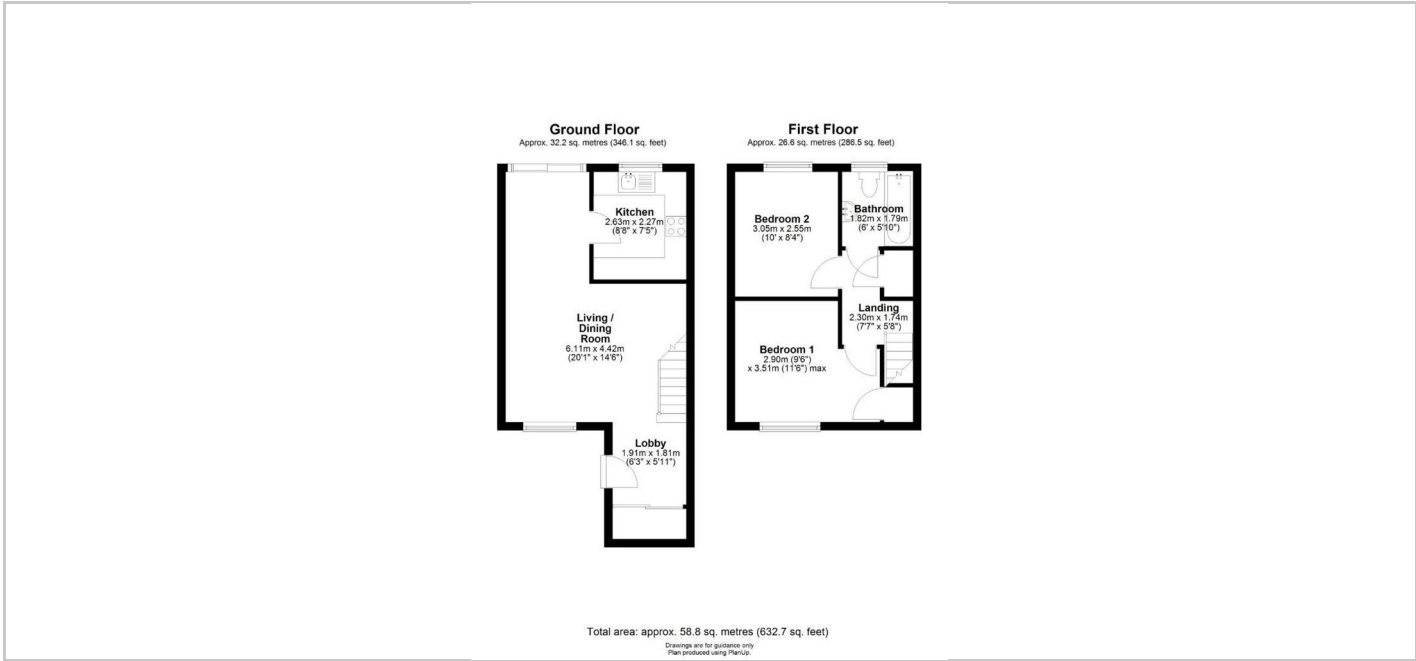 Ground Floor
Approx. 32.2 sq. metres (346.1 sq. feet)
Kitchen
2.63m x 2.27m
(8'8" x 7'5")
Living /
Dining
Room
6.11m x 4.42m
(20'1" x 14'6")
Lobby
1.91m x 1.81m
(6'3" x 5'11")
First Floor
Approx. 26.6 sq. metres (286.5 sq. feet)
Bedroom 2
3.05m x 2.55m
(10' x 8'4")
Bathroom
1.82m x 1.79m
(6' x 5'10")
Landing
2.30m x 1.74m
(7'7" x 5'8")
Bedroom 1
2.90m (9'6")
x 3.51m (11'6") max
Total area: approx. 58.8 sq. metres (632.7 sq. feet)
Drawings are for guidance only
Plan produced using PlanUp.